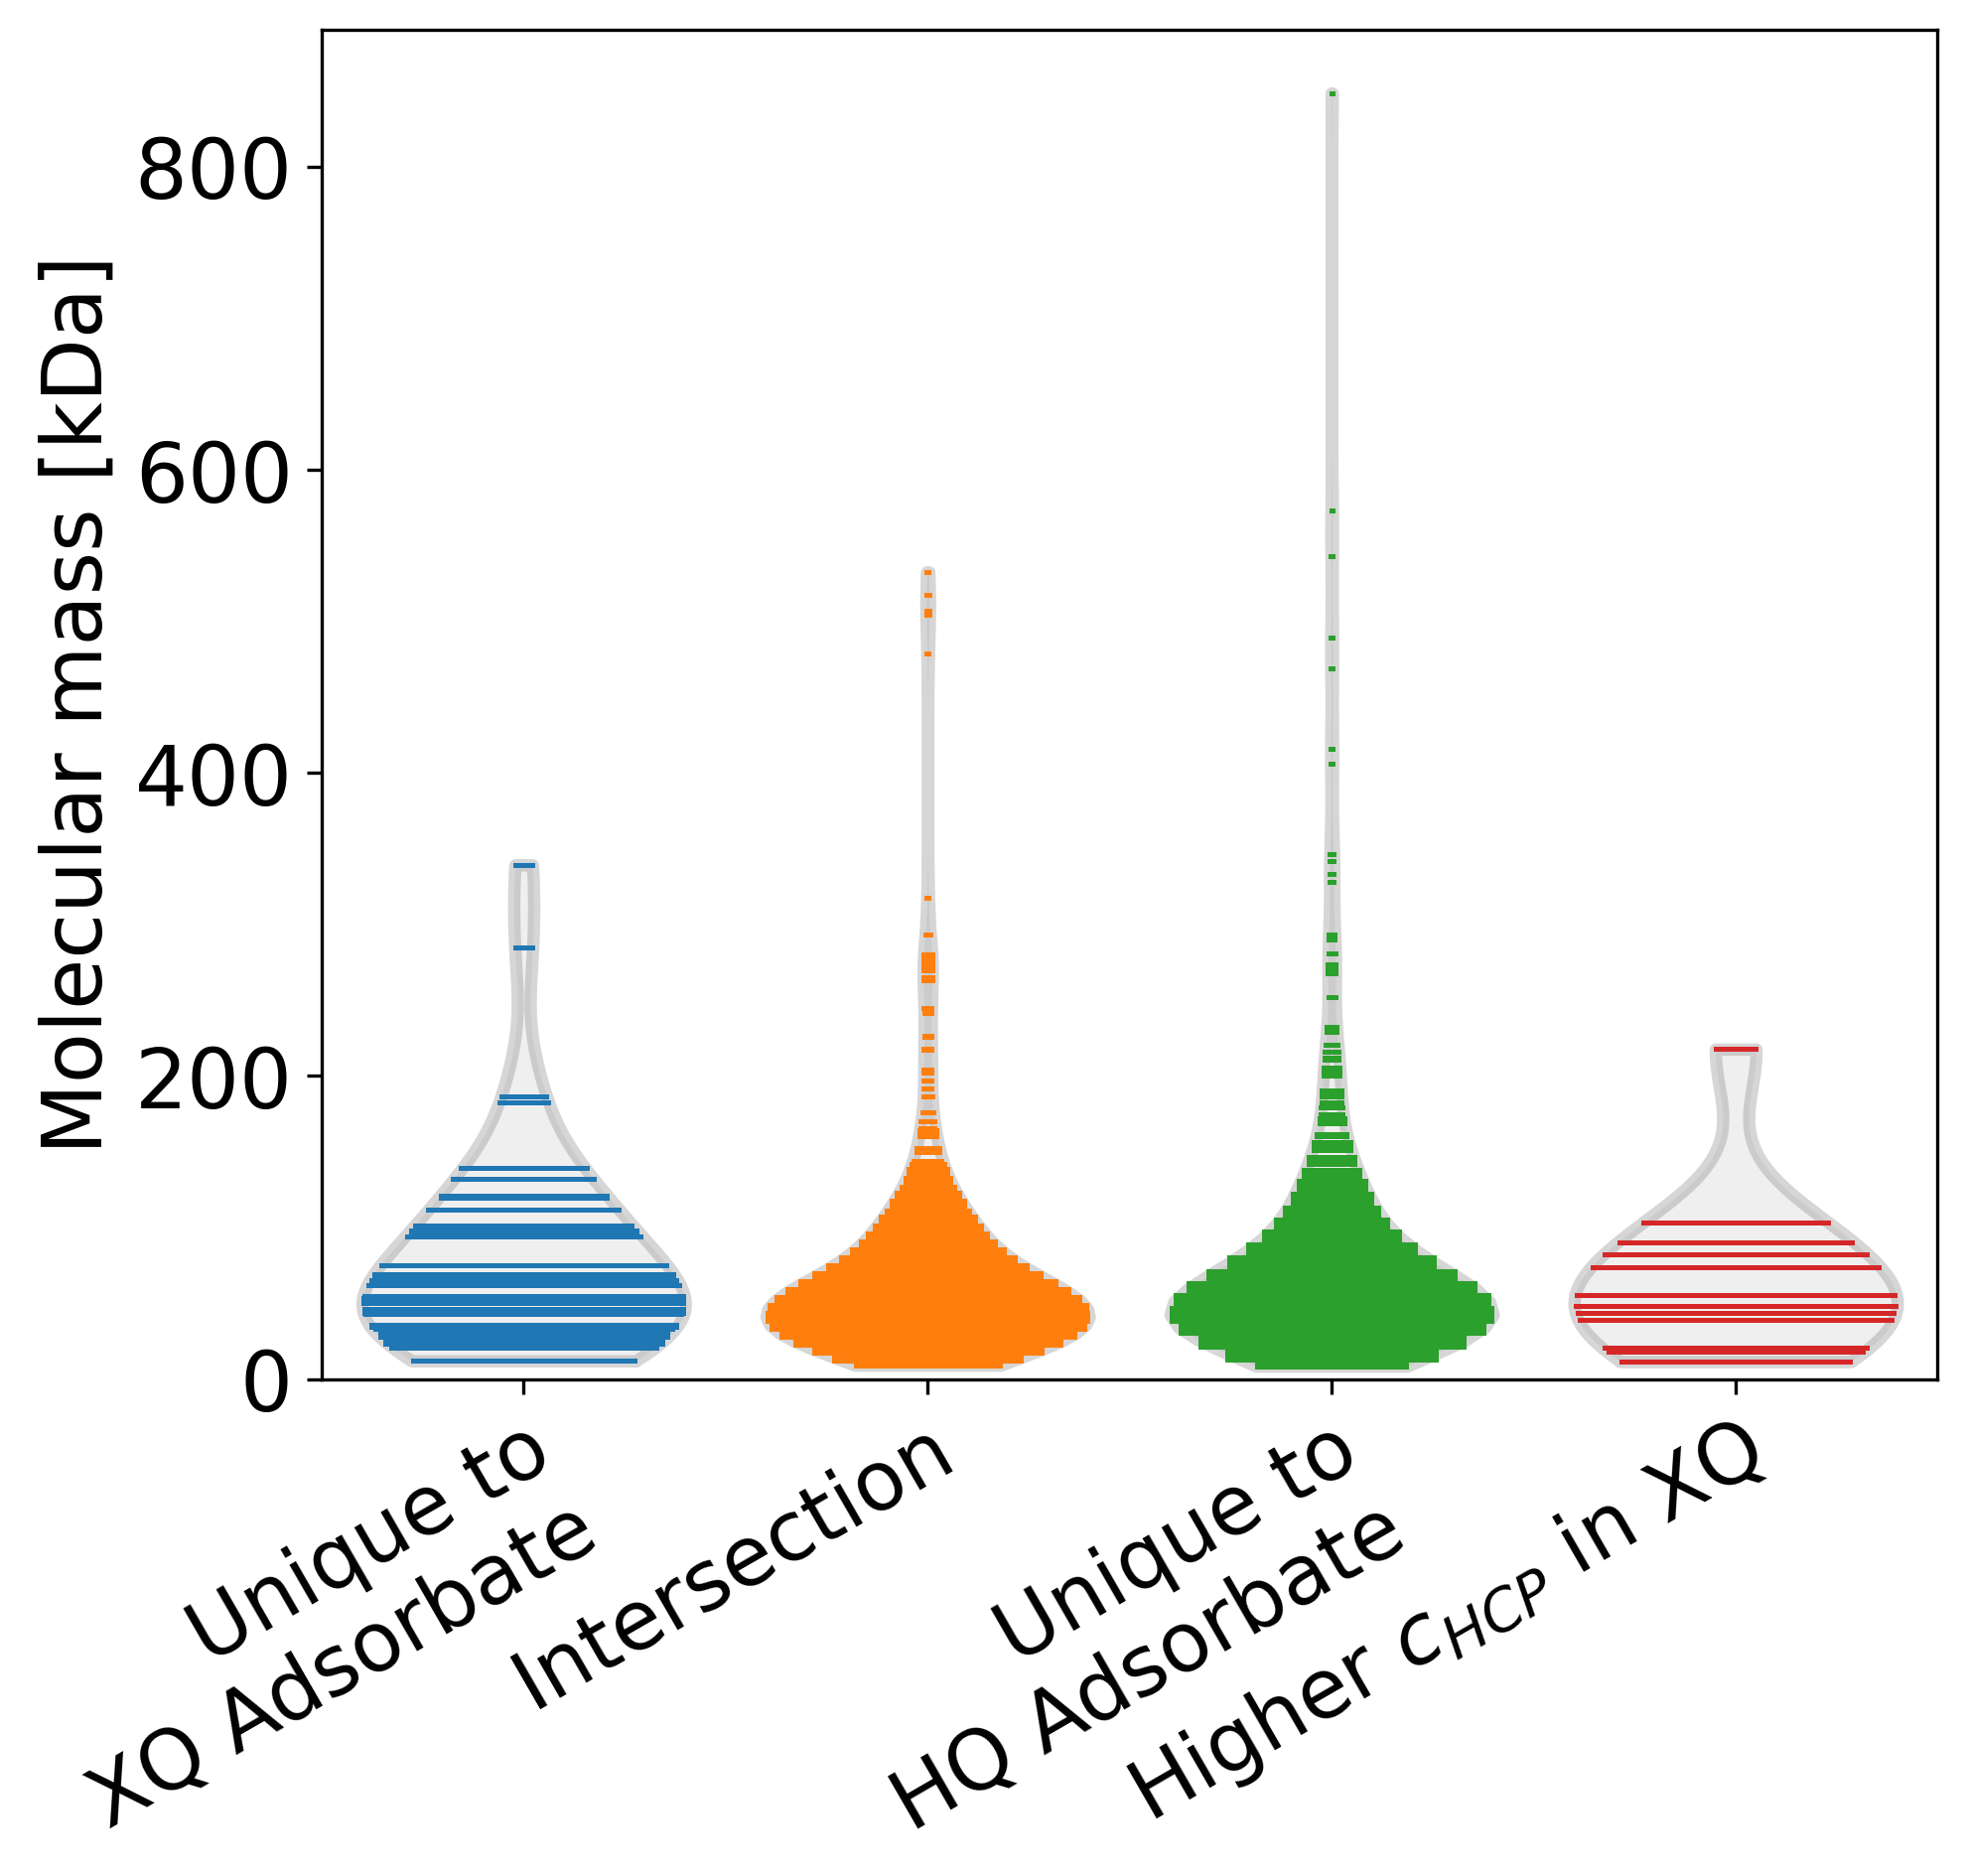 Molecular mass [kDa]
800
600
400
200
0
Unique to
XQ Adsorbate
Intersection
Unique to
HQ Adsorbate
Higher c_HCP in XQ